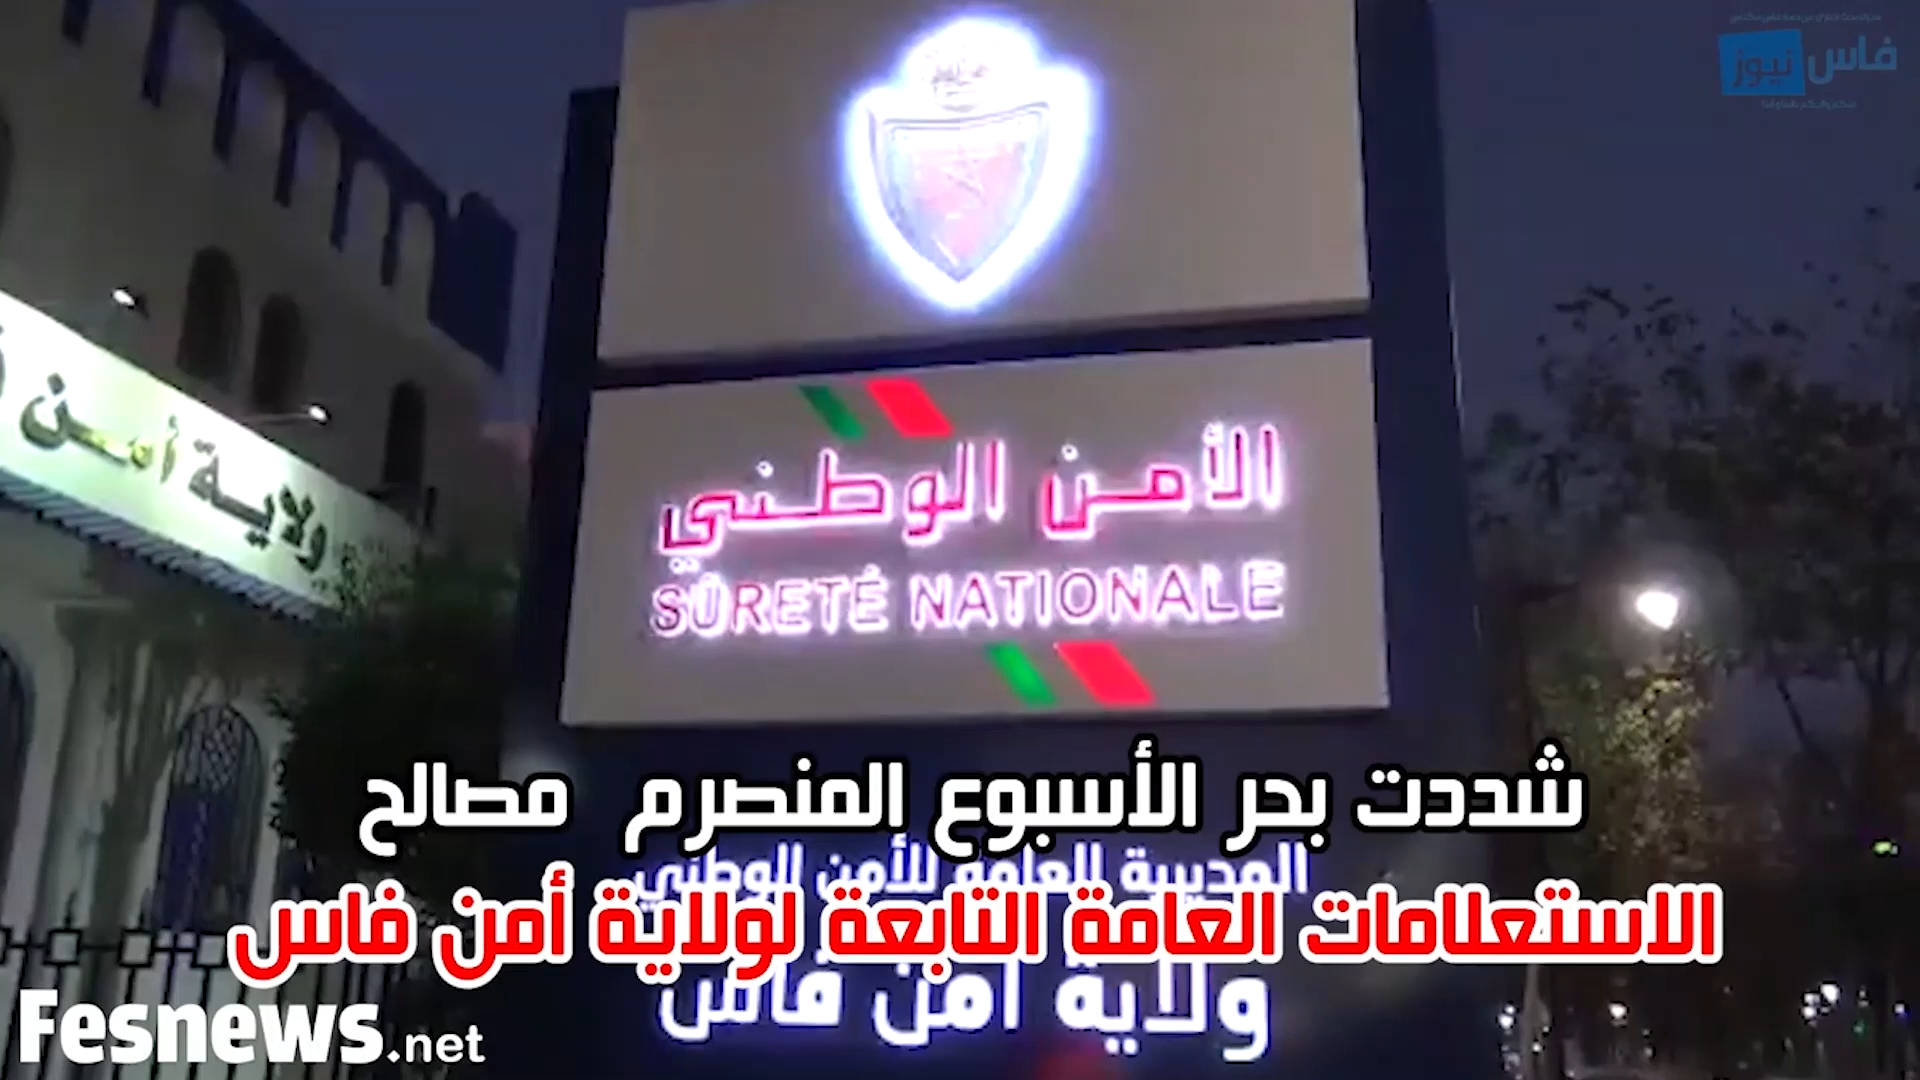 فاس نيوز
الأمن الوطني
SÛRETÉ NATIONALE
ولاية أمن
شددت بحر الأسبوع المنصرم مصالح
المديرية العامة للأمن الوطني
الاستعلامات العامة التابعة لولاية أمن فاس
ولاية أمن فاس
Fesnews.net